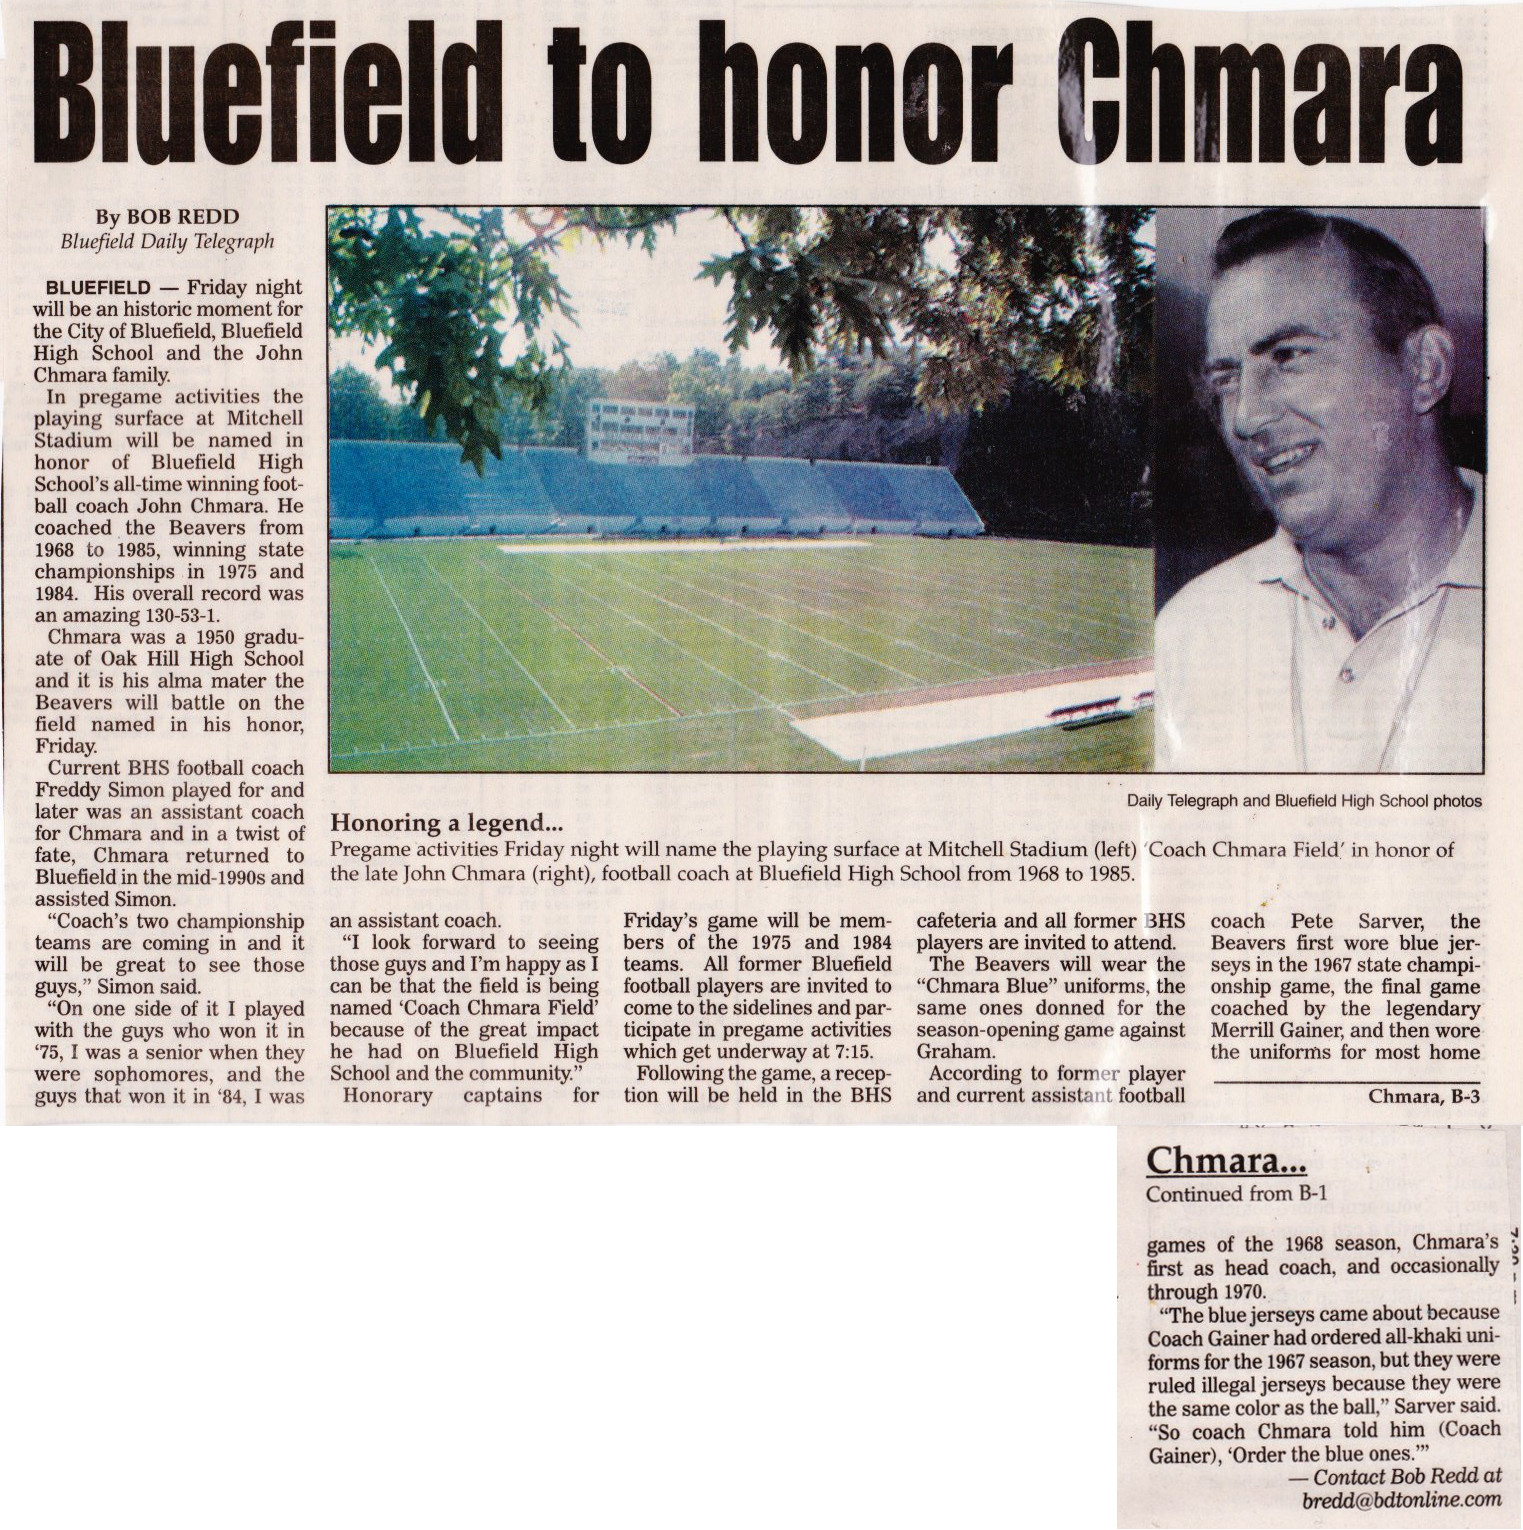 Bluefield to honor Chmara
By BOB REDD
Bluefield Daily Telegraph
BLUEFIELD — Friday night
will be an historic moment for
the City of Bluefield, Bluefield
High School and the John
Chmara family.
In pregame activities the
playing surface at Mitchell
Stadium will be named in
honor of Bluefield High
School's all-time winning foot-
ball coach John Chmara. He
coached the Beavers from
1968 to 1985, winning state
championships in 1975 and
1984. His overall record was
an amazing 130-53-1.
Chmara was a 1950 gradu-
ate of Oak Hill High School
and it is his alma mater the
Beavers will battle on the
field named in his honor,
Friday.
Current BHS football coach
Freddy Simon played for and
later was an assistant coach
for Chmara and in a twist of
fate, Chmara returned to
Bluefield in the mid-1990s and
assisted Simon.
“Coach's two championship
teams are coming in and it
will be great to see those
guys,” Simon said.
“On one side of it I played
with the guys who won it in
‘75, I was a senior when they
were sophomores, and the
guys that won it in ‘84, I was
Daily Telegraph and Bluefield High School photos
Honoring a legend...
Pregame activities Friday night will name the playing surface at Mitchell Stadium (left) ‘Coach Chmara Field’ in honor of
the late John Chmara (right), football coach at Bluefield High School from 1968 to 1985.
an assistant coach.
“I look forward to seeing
those guys and I'm happy as I
can be that the field is being
named ‘Coach Chmara Field’
because of the great impact
he had on Bluefield High
School and the community.”
Honorary captains for
Friday's game will be mem-
bers of the 1975 and 1984
teams. All former Bluefield
football players are invited to
come to the sidelines and par-
ticipate in pregame activities
which get underway at 7:15.
Following the game, a recep-
tion will be held in the BHS
cafeteria and all former BHS
players are invited to attend.
The Beavers will wear the
“Chmara Blue” uniforms, the
same ones donned for the
season-opening game against
Graham.
According to former player
and current assistant football
coach Pete Sarver, the
Beavers first wore blue jer-
seys in the 1967 state champi-
onship game, the final game
coached by the legendary
Merrill Gainer, and then wore
the uniforms for most home
Chmara, B-3
Chmara...
Continued from B-1
games of the 1968 season, Chmara's
first as head coach, and occasionally
through 1970.
“The blue jerseys came about because
Coach Gainer had ordered all-khaki uni-
forms for the 1967 season, but they were
ruled illegal jerseys because they were
the same color as the ball,” Sarver said.
“So coach Chmara told him (Coach
Gainer), ‘Order the blue ones.’”
— Contact Bob Redd at
bredd@bdtonline.com